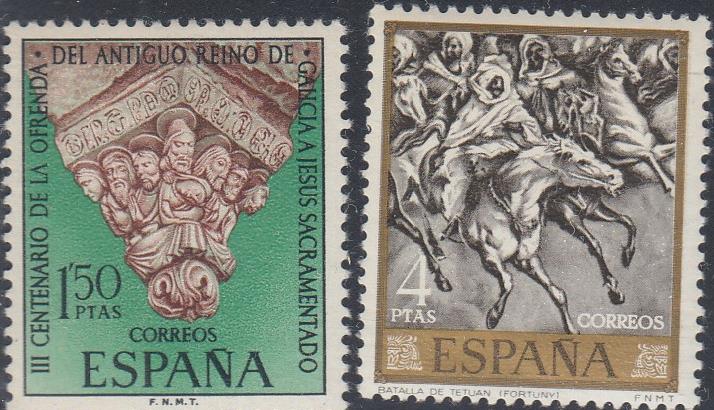 III CENTENARIO DE LA OFRENDA · DEL ANTIGUO REINO DE · GALICIA A JESUS SACRAMENTADO
1'50
PTAS
CORREOS
ESPAÑA
F.N.M.T.
4
PTAS
CORREOS
ESPAÑA
BATALLA DE TETUAN (FORTUNY)
FNMT